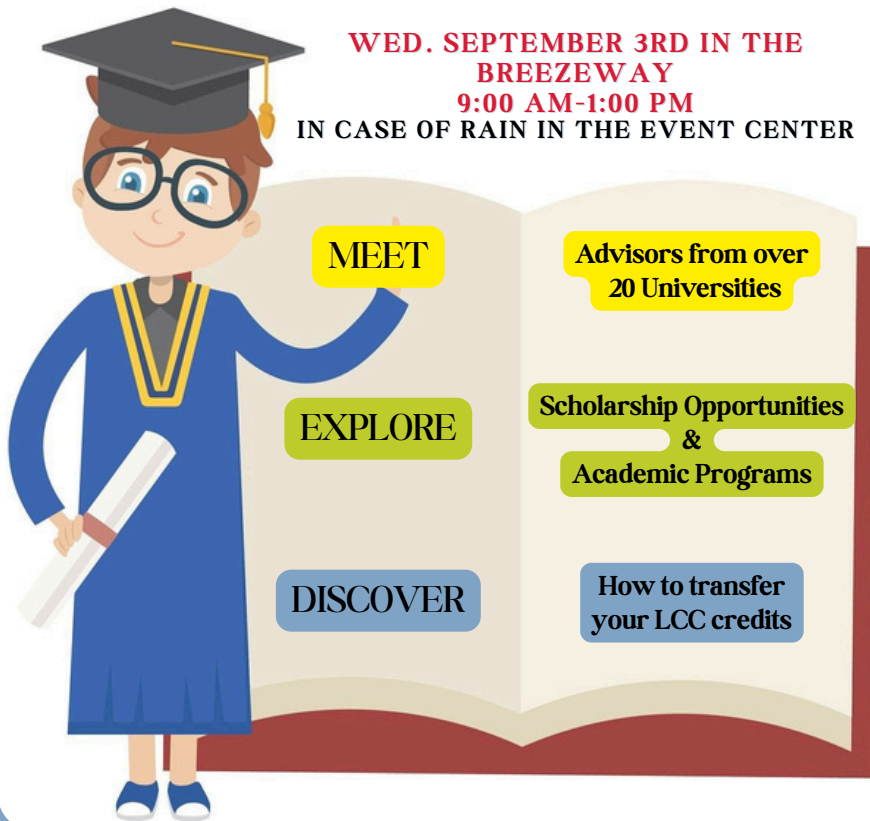 WED. SEPTEMBER 3RD IN THE
BREEZEWAY
9:00 AM-1:00 PM
IN CASE OF RAIN IN THE EVENT CENTER
MEET
Advisors from over
20 Universities
EXPLORE
Scholarship Opportunities
&
Academic Programs
DISCOVER
How to transfer
your LCC credits